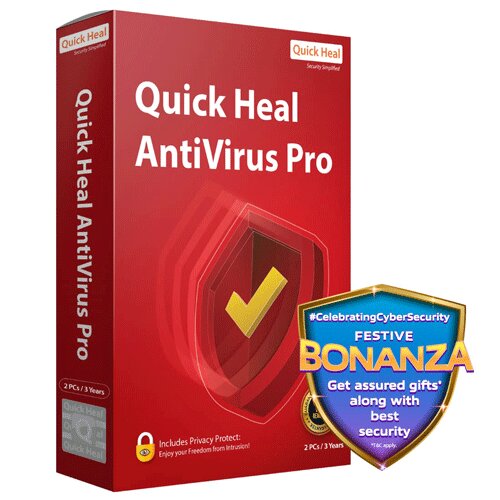 Quick Heal
Security Simplified
Quick Heal
AntiVirus Pro
Quick Heal AntiVirus Pro
2 PCs / 3 Years
Quick Heal
Includes Privacy Protect:
Enjoy your Freedom from Intrusion!
2 PCs / 3 Years
#CelebratingCyberSecurity
FESTIVE
BONANZA
Get assured gifts*
along with
best
security
*T&C apply.